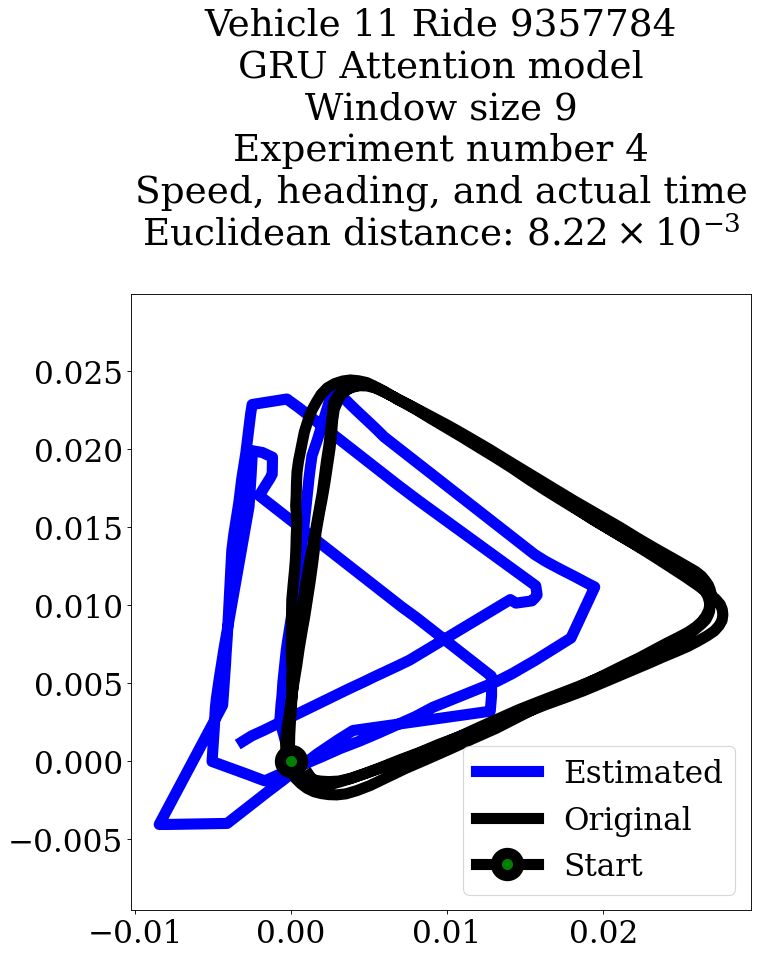 Vehicle 11 Ride 9357784
GRU Attention model
Window size 9
Experiment number 4
Speed, heading, and actual time
Euclidean distance: 8.22 × 10⁻³
0.025
0.020
0.015
0.010
0.005
0.000
−0.005
−0.01 0.00 0.01 0.02
Estimated
Original
Start